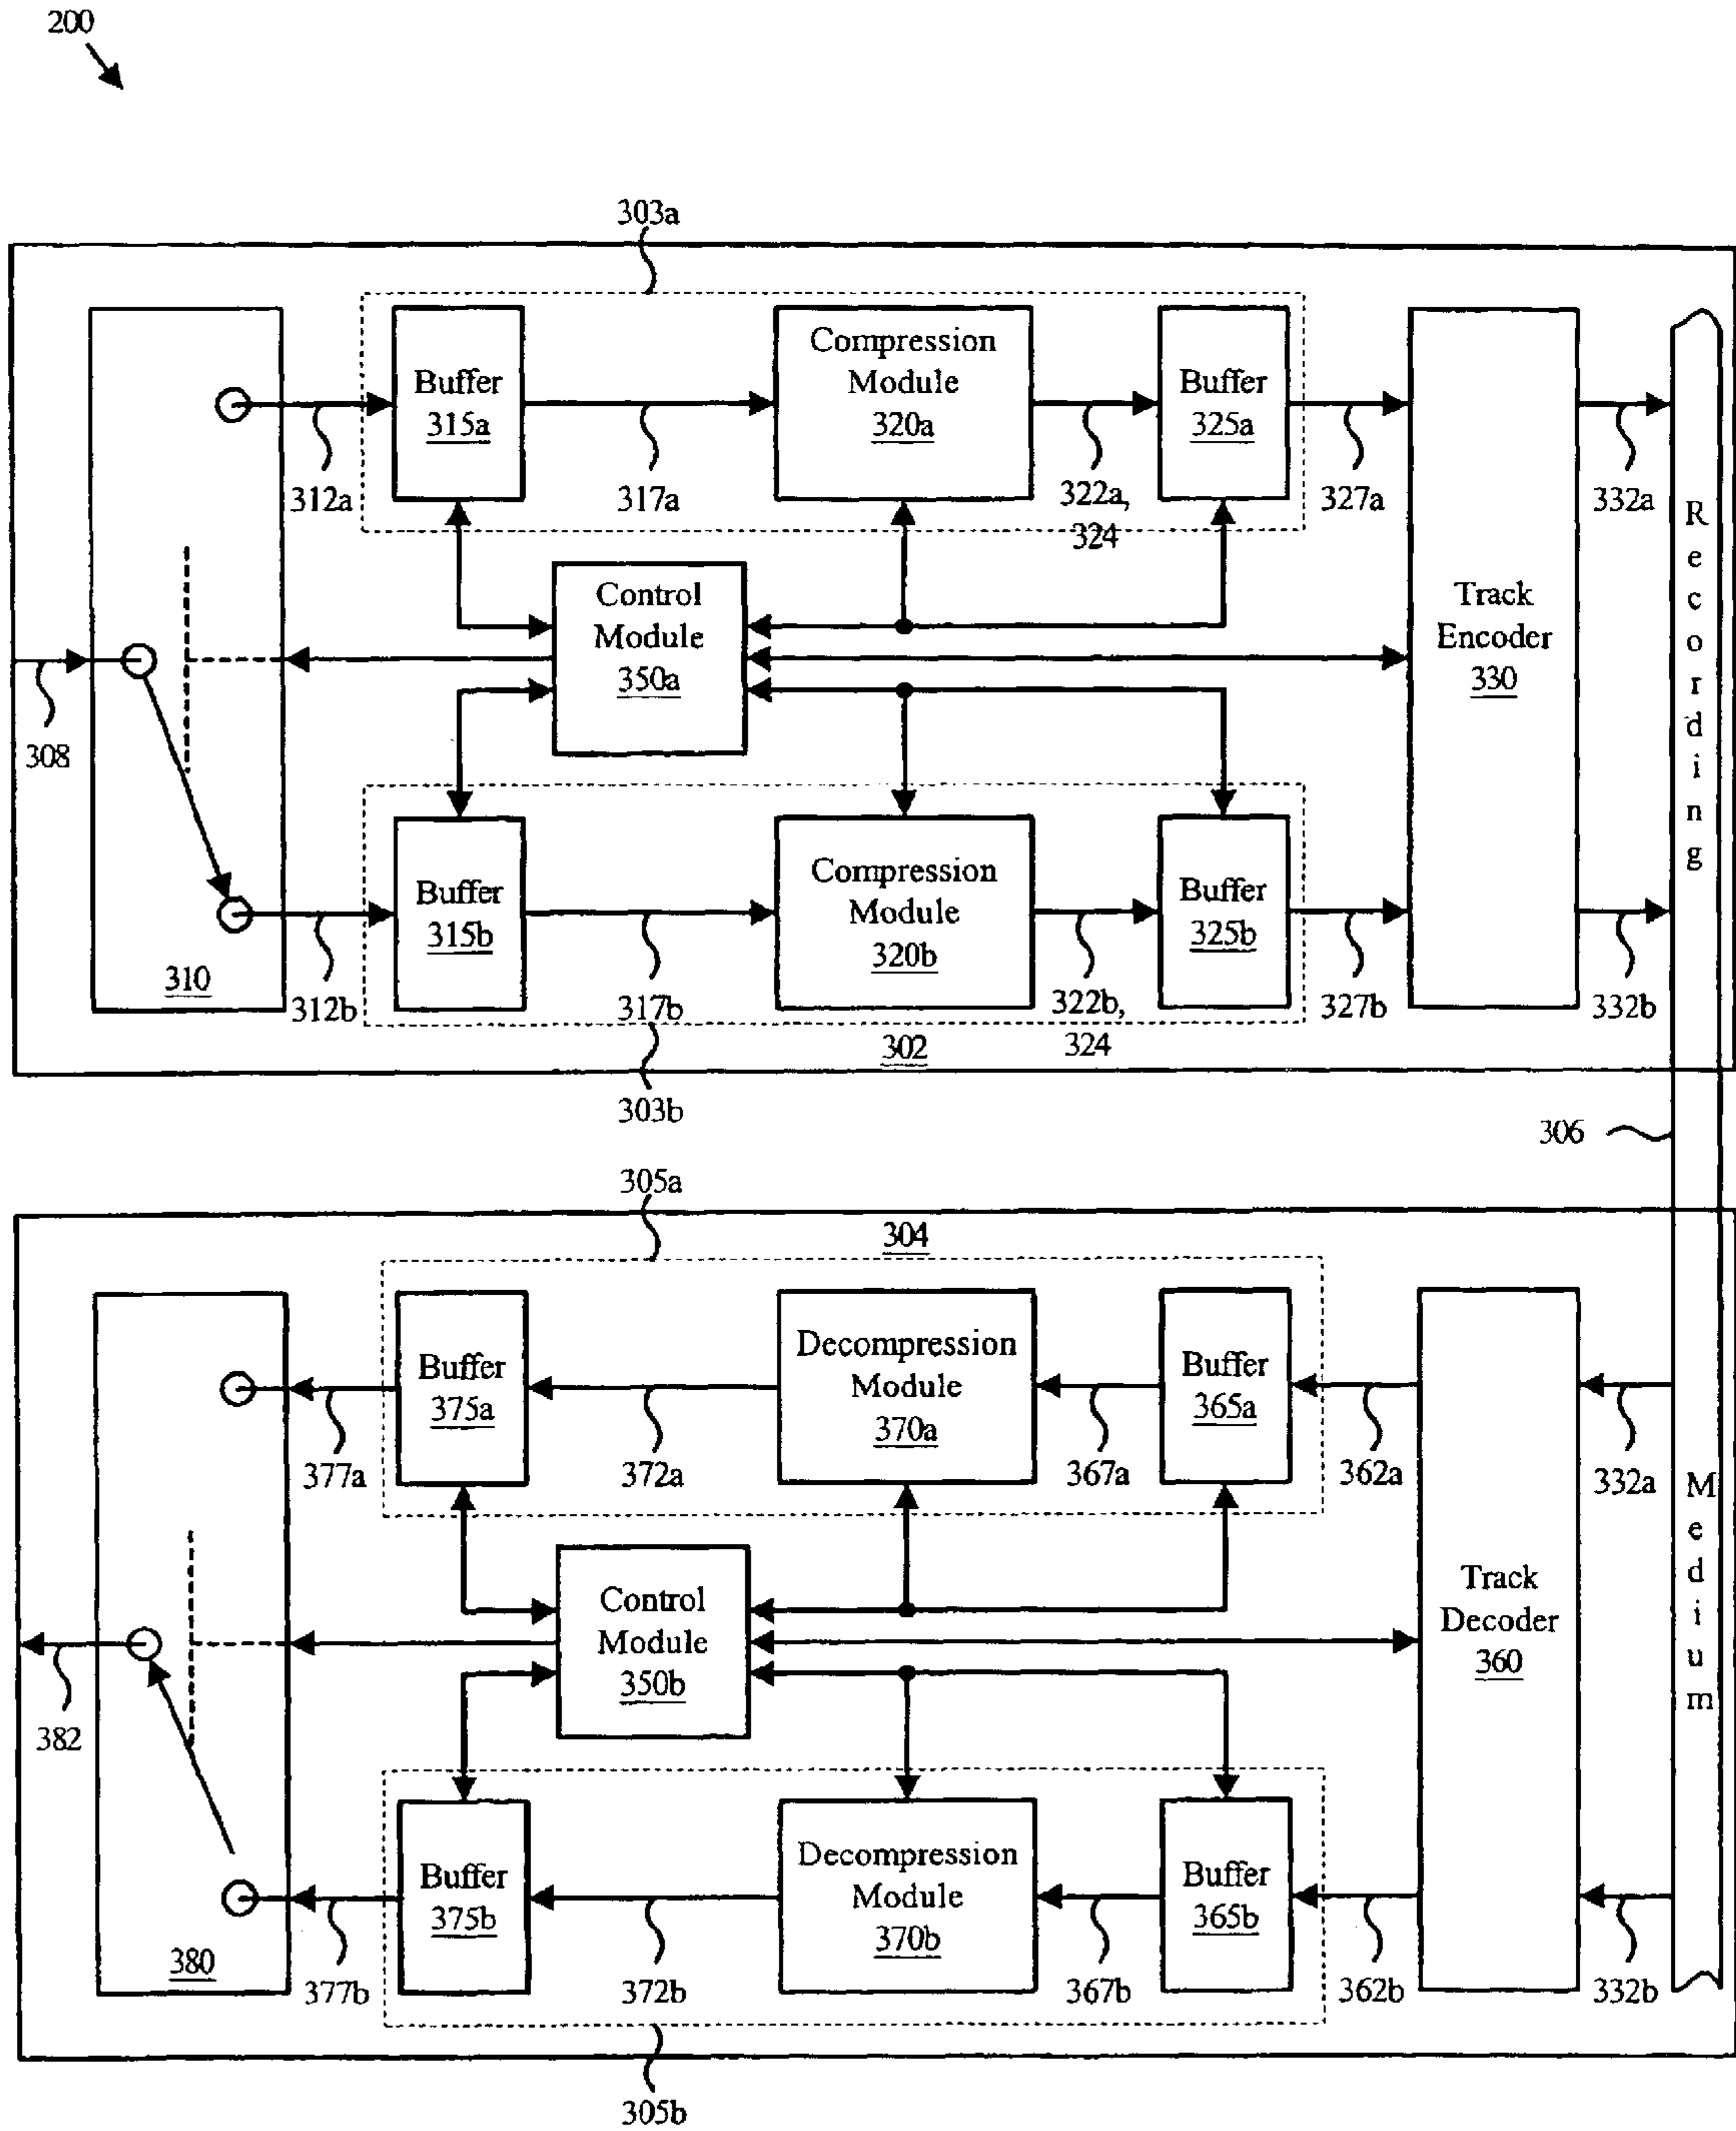 200
303a
Buffer
315a
Compression
Module
320a
Buffer
325a
312a
317a
322a,
324
327a
332a
Control
Module
350a
Track
Encoder
330
308
Buffer
315b
Compression
Module
320b
Buffer
325b
310
312b
317b
322b,
324
327b
332b
302
303b
Recording
306
305a
304
Buffer
375a
Decompression
Module
370a
Buffer
365a
377a
372a
367a
362a
332a
Control
Module
350b
Track
Decoder
360
382
Buffer
375b
Decompression
Module
370b
Buffer
365b
380
377b
372b
367b
362b
332b
Medium
305b